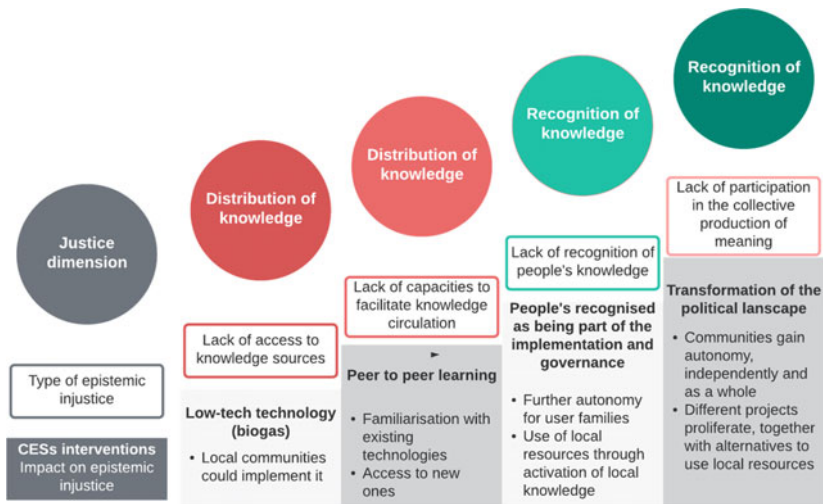 Justice
dimension
Type of epistemic
injustice
CESs interventions
Impact on epistemic
injustice
Distribution of
knowledge
Lack of access to
knowledge sources
Low-tech technology
(biogas)
• Local communities
could implement it
Distribution of
knowledge
Lack of capacities to
facilitate knowledge
circulation
Peer to peer learning
• Familiarisation with
existing
technologies
• Access to new
ones
Recognition of
knowledge
Lack of recognition of
people's knowledge
People's recognised
as being part of the
implementation and
governance
• Further autonomy
for user families
• Use of local
resources through
activation of local
knowledge
Recognition of
knowledge
Lack of participation
in the collective
production of
meaning
Transformation of the
political lanscape
• Communities gain
autonomy,
independently and
as a whole
• Different projects
proliferate, together
with alternatives to
use local resources